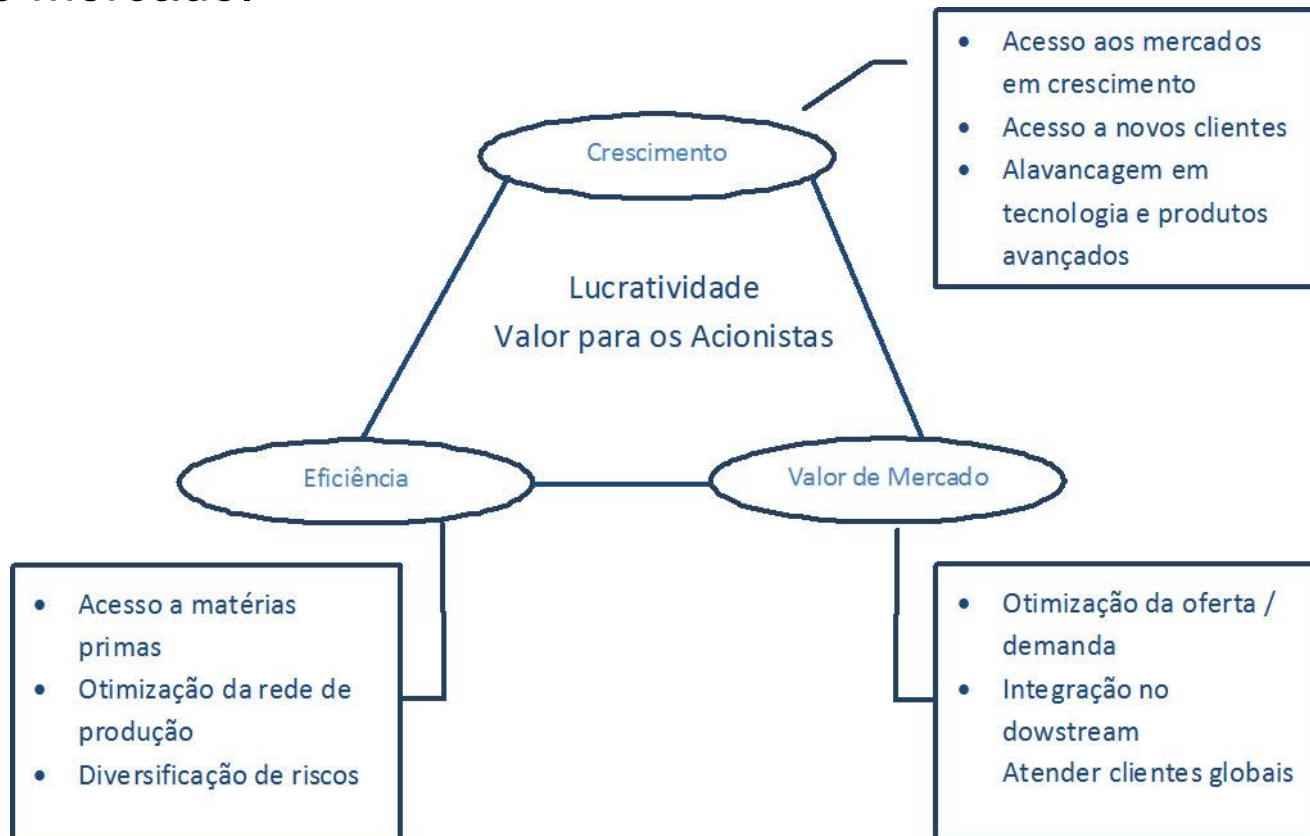 • Acesso aos mercados
em crescimento
• Acesso a novos clientes
• Alavancagem em
tecnologia e produtos
avançados
Crescimento
Lucratividade
Valor para os Acionistas
Eficiência
Valor de Mercado
• Acesso a matérias
primas
• Otimização da rede de
produção
• Diversificação de riscos
• Otimização da oferta /
demanda
• Integração no
dowstream
Atender clientes globais